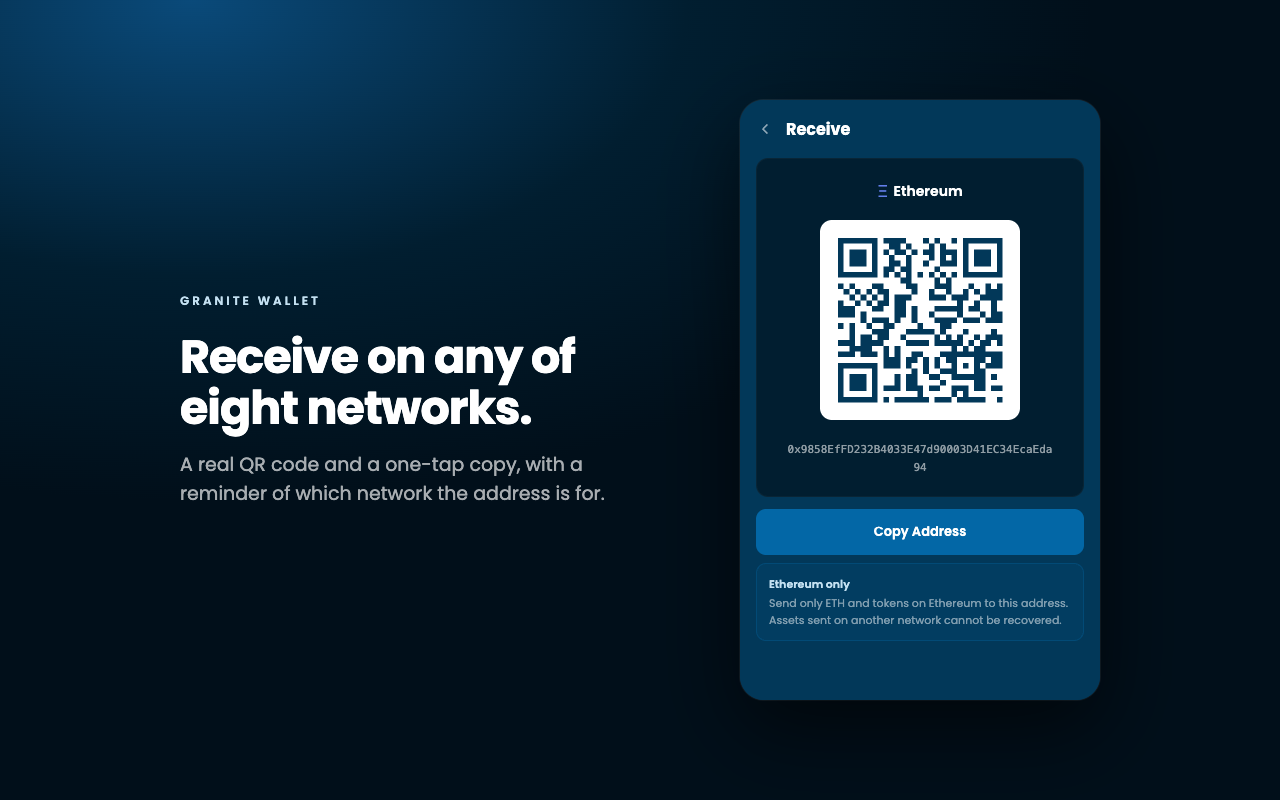 GRANITE WALLET
Receive on any of
eight networks.
A real QR code and a one-tap copy, with a
reminder of which network the address is for.
Receive
Ethereum
0x9858EfFD232B4033E47d90003D41EC34EcaEda
94
Copy Address
Ethereum only
Send only ETH and tokens on Ethereum to this address.
Assets sent on another network cannot be recovered.